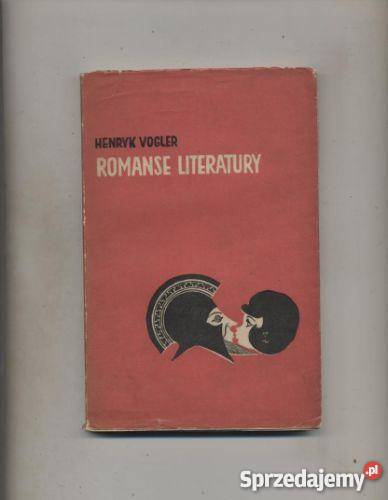 HENRYK VOGLER
ROMANSE LITERATURY
Sprzedajemy.pl